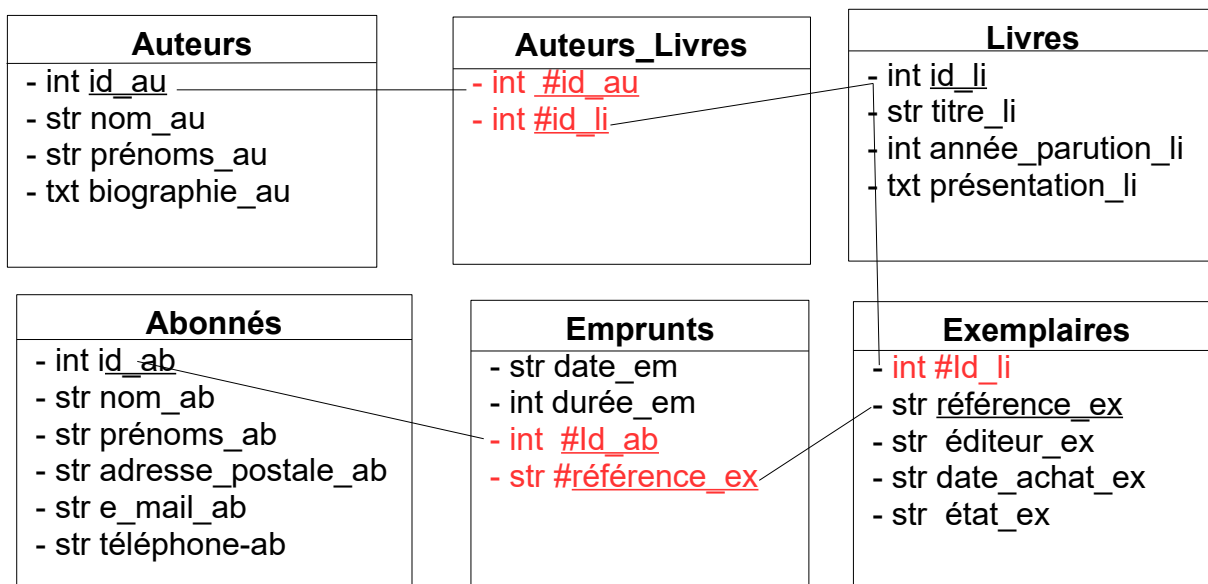 Auteurs
- int id_au
- str nom_au
- str prénoms_au
- txt biographie_au
Auteurs_Livres
- int #id_au
- int #id_li
Livres
- int id_li
- str titre_li
- int année_parution_li
- txt présentation_li
Abonnés
- int id_ab
- str nom_ab
- str prénoms_ab
- str adresse_postale_ab
- str e_mail_ab
- str téléphone-ab
Emprunts
- str date_em
- int durée_em
- int #Id_ab
- str #référence_ex
Exemplaires
- int #Id_li
- str référence_ex
- str éditeur_ex
- str date_achat_ex
- str état_ex